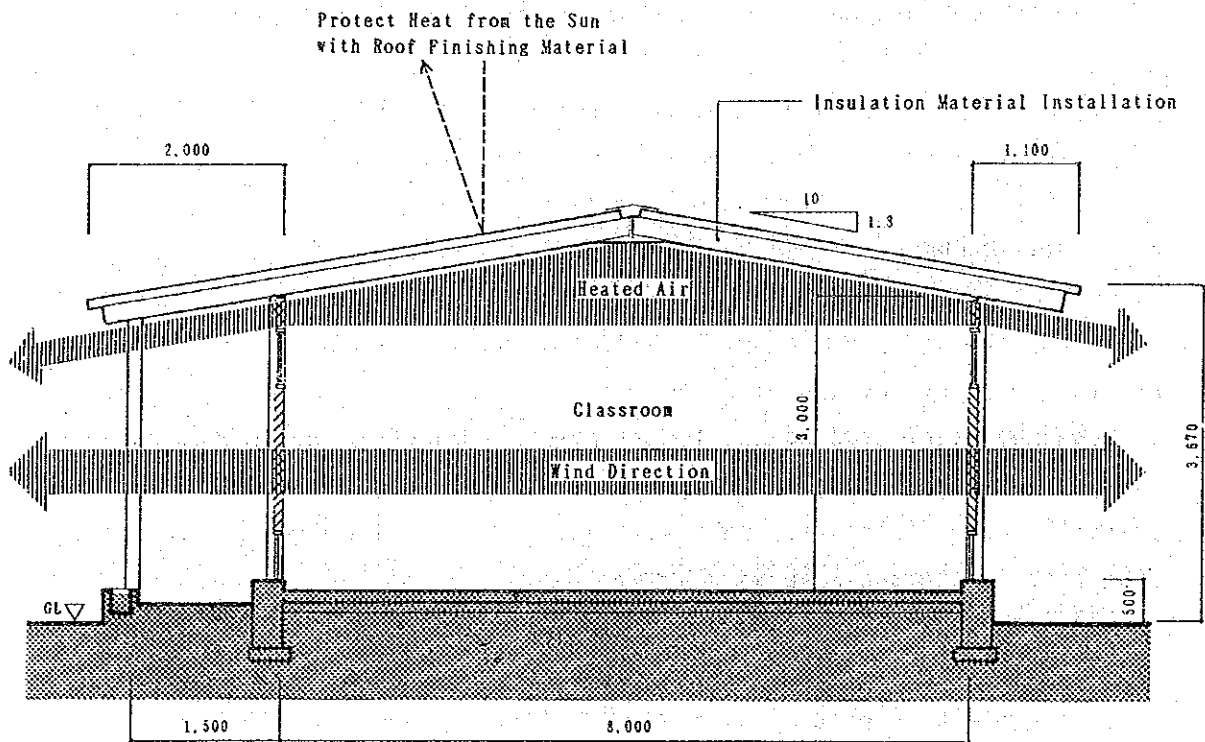 Protect Heat from the Sun
with Roof Finishing Material
Insulation Material Installation
2,000
1,100
10
1.8
Heated Air
Classroom
3,000
3,670
Wind Direction
GL
500
1,500
8,000